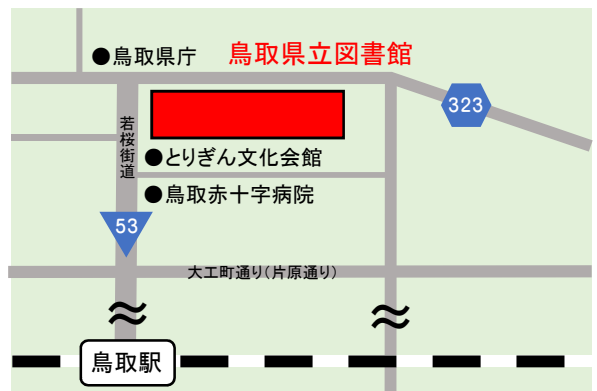 ●鳥取県庁
鳥取県立図書館
323
若桜街道
●とりぎん文化会館
●鳥取赤十字病院
53
大工町通り(片原通り)
鳥取駅